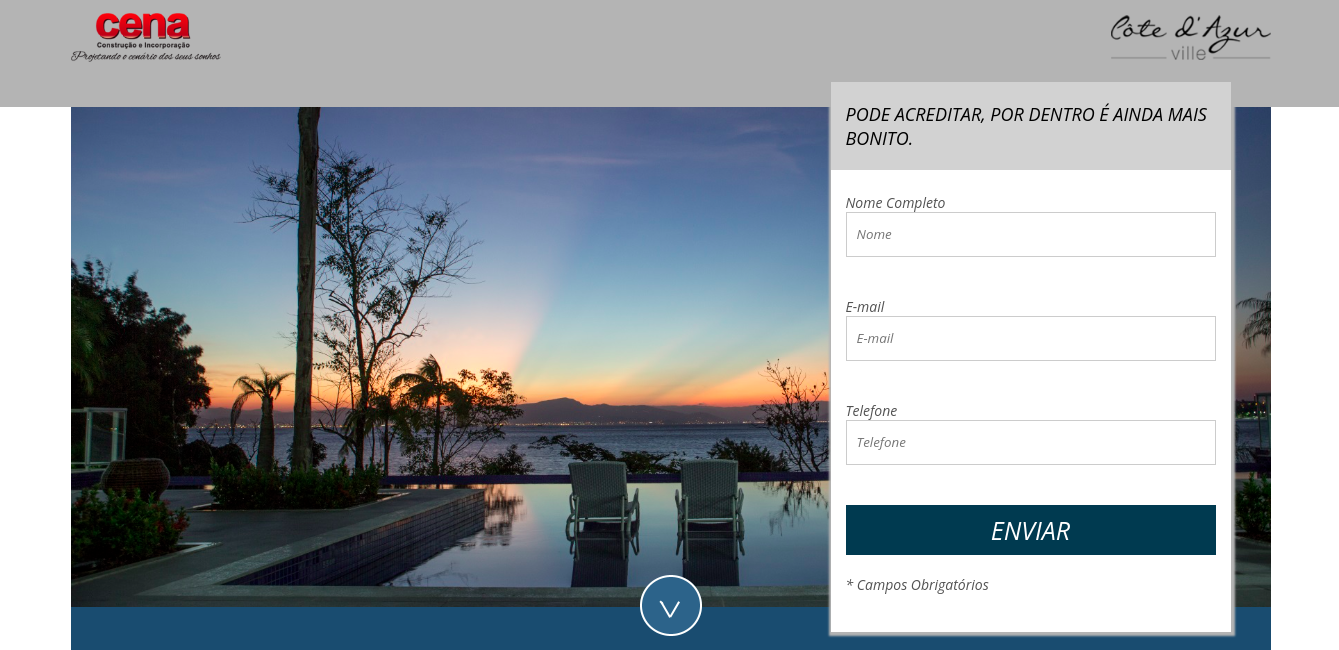 cena
Construção e Incorporação
Projetando o cenário dos seus sonhos
Côte d'Azur
ville
PODE ACREDITAR, POR DENTRO É AINDA MAIS
BONITO.
Nome Completo
Nome
E-mail
E-mail
Telefone
Telefone
ENVIAR
* Campos Obrigatórios